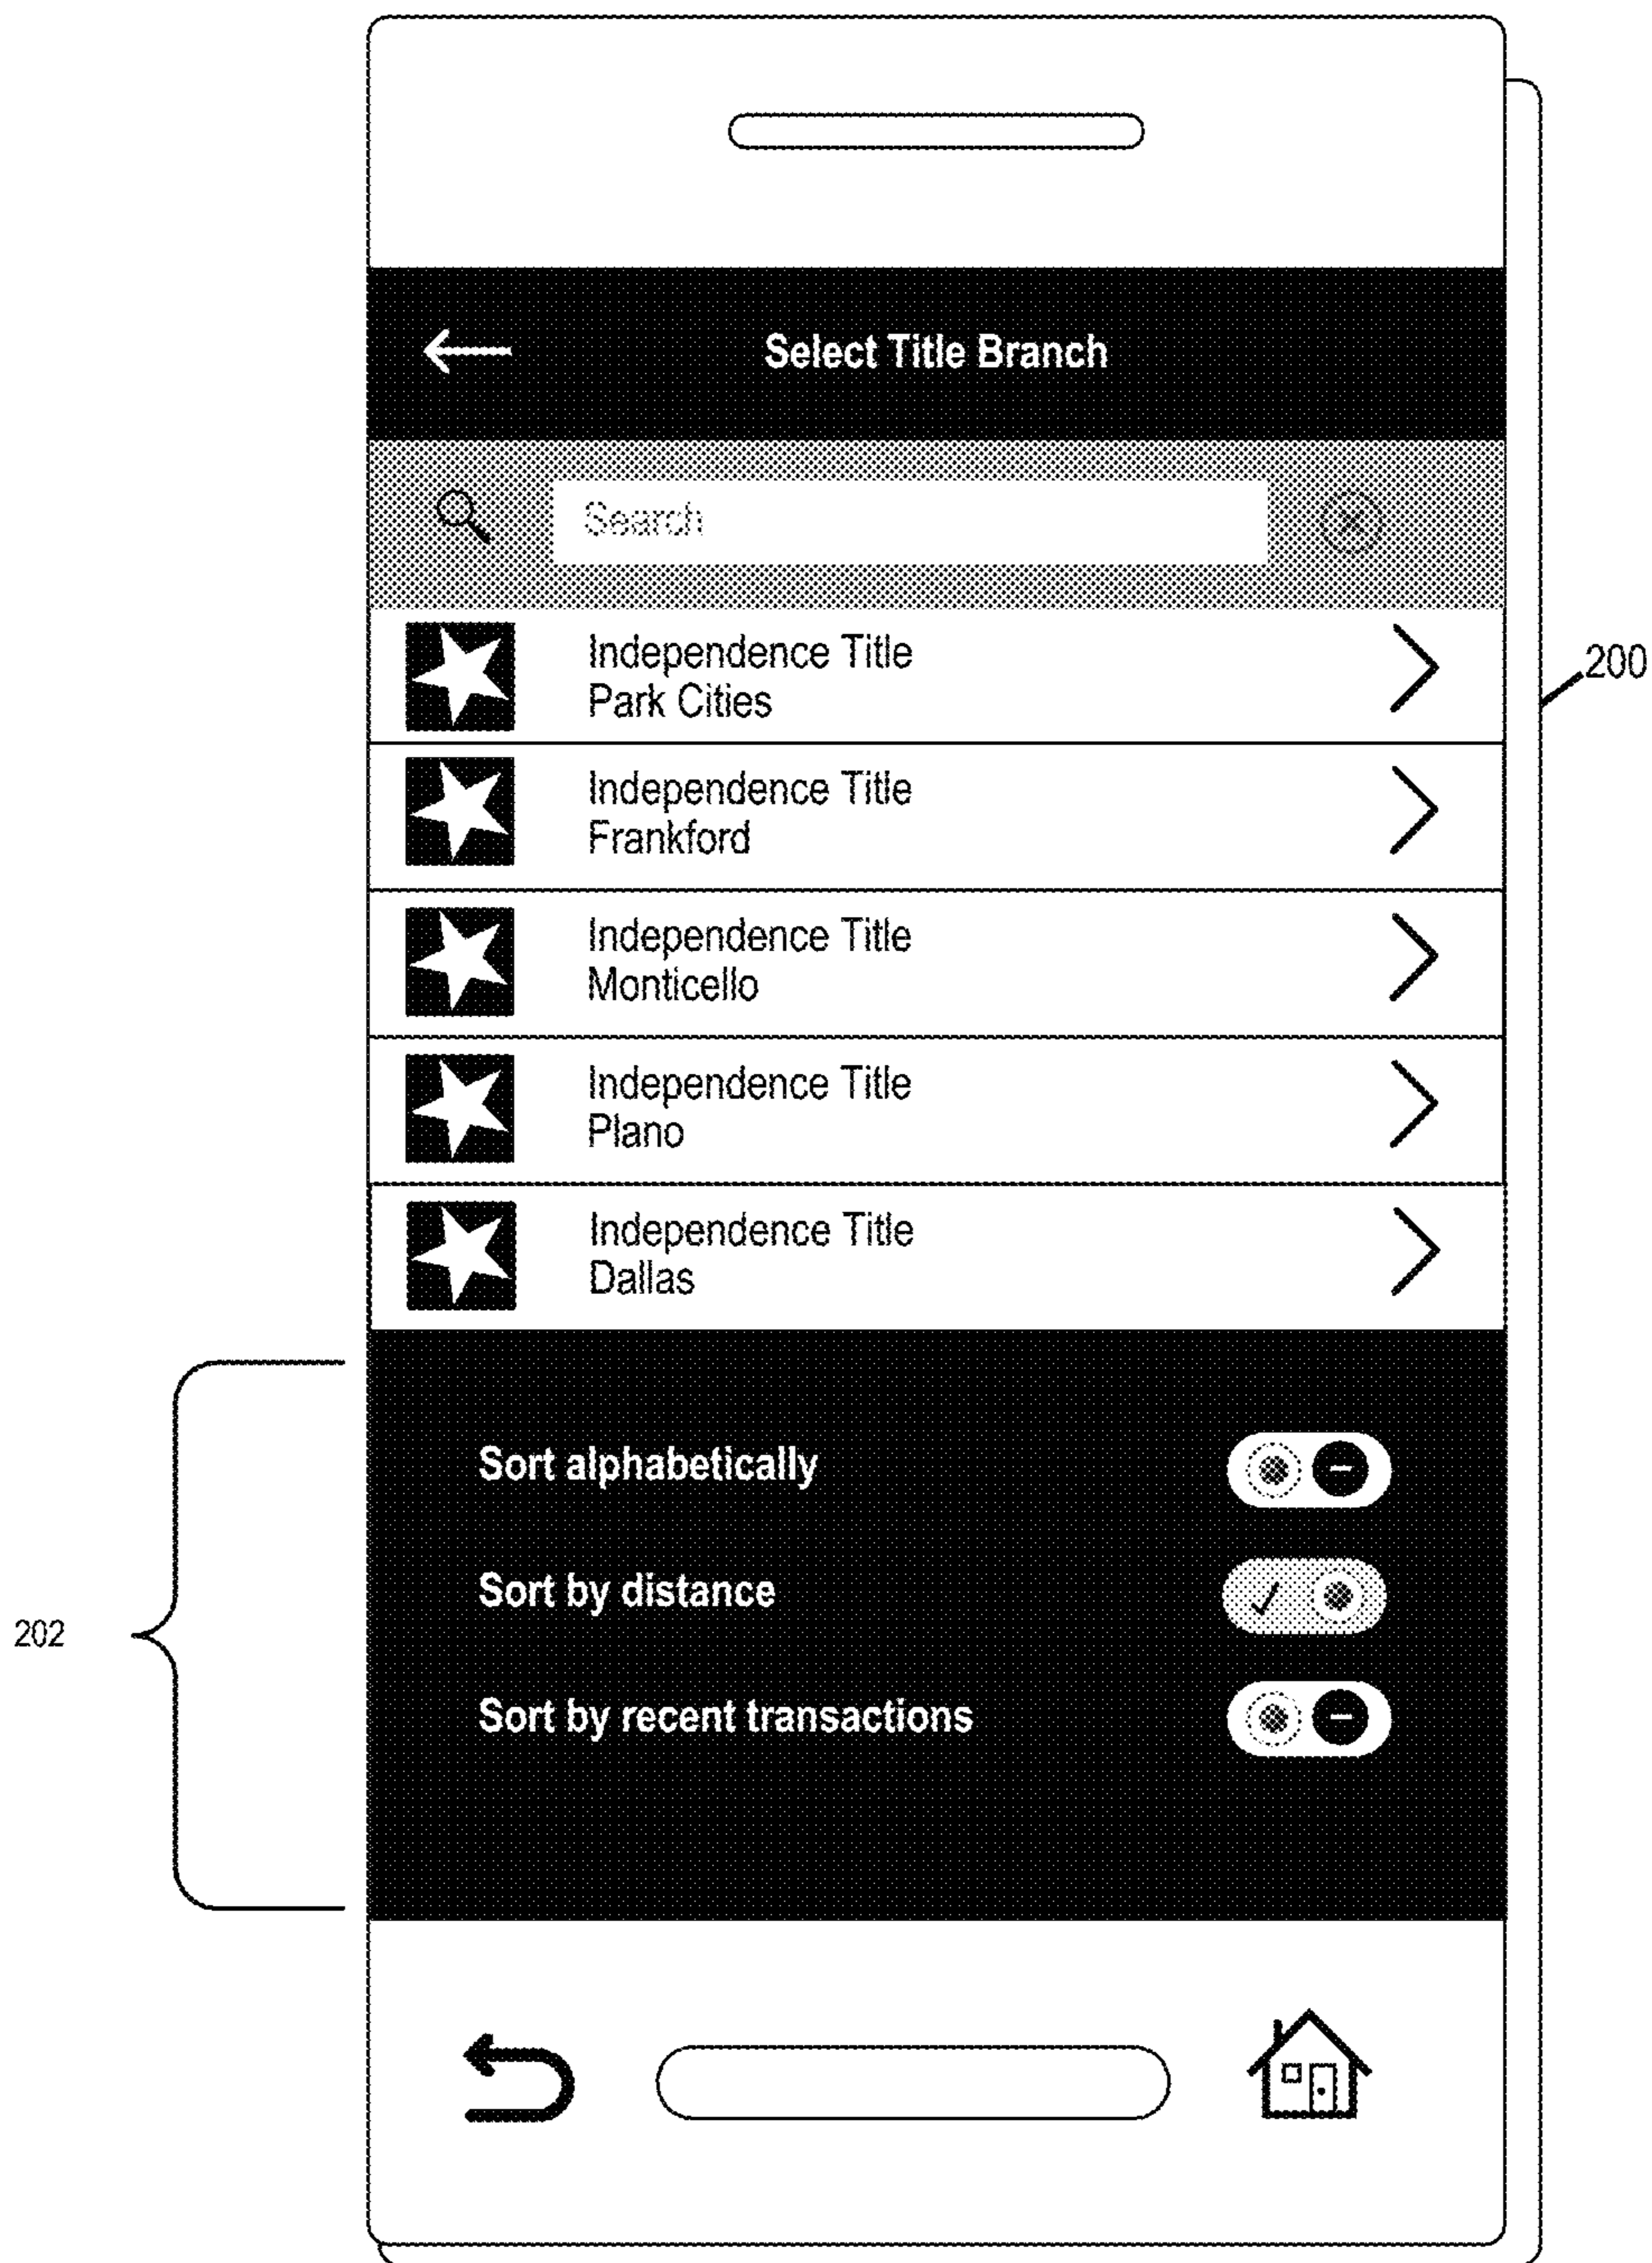 Select Title Branch
Search
Independence Title
Park Cities
200
Independence Title
Frankford
Independence Title
Monticello
Independence Title
Plano
Independence Title
Dallas
Sort alphabetically
Sort by distance
202
Sort by recent transactions